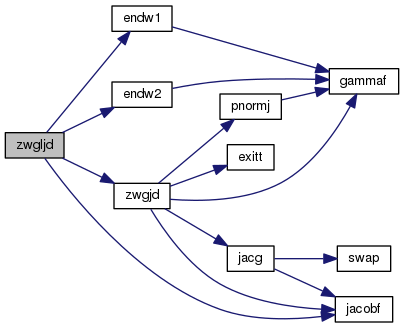 endw1
gammaf
endw2
pnormj
zwgljd
exitt
zwgjd
jacg
swap
jacobf